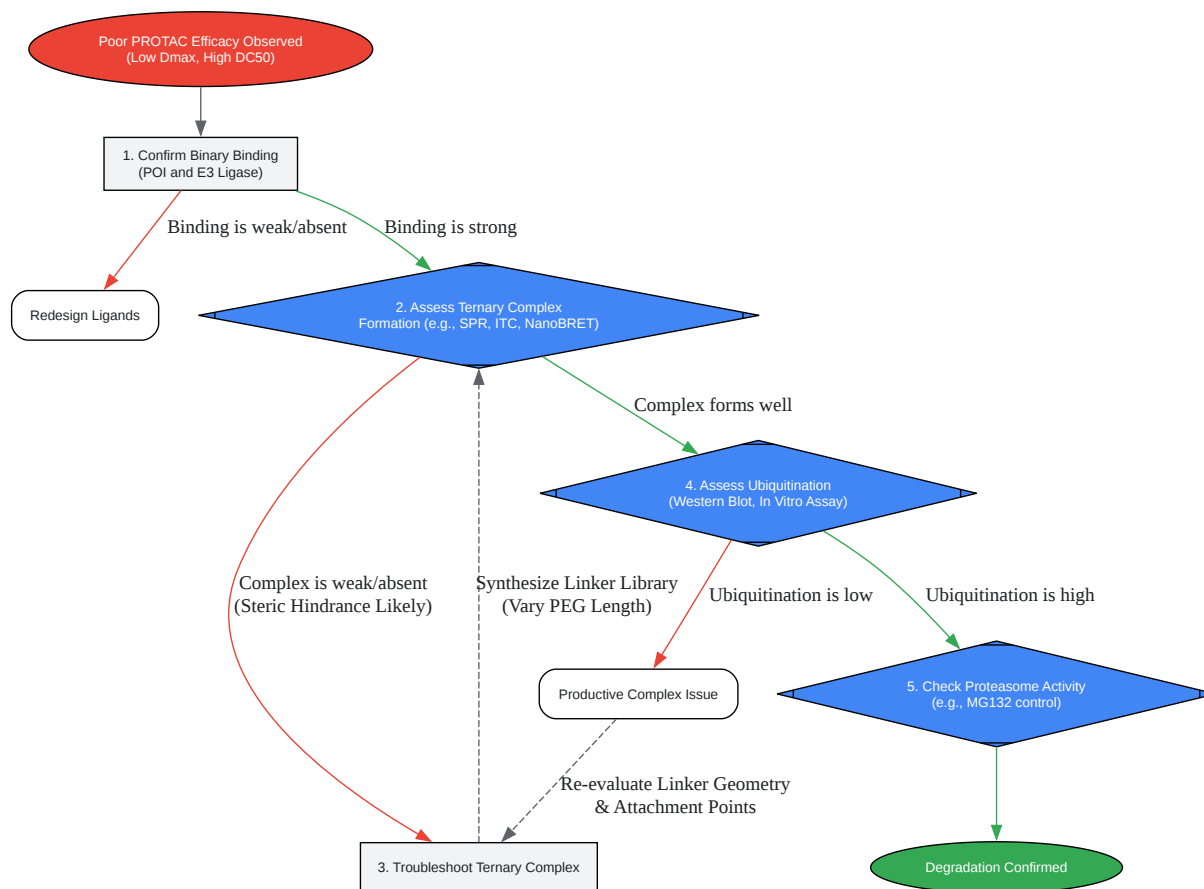 Poor PROTAC Efficacy Observed
(Low Dmax, High DC50)
1. Confirm Binary Binding
(POI and E3 Ligase)
Binding is weak/absent
Binding is strong
Redesign Ligands
2. Assess Ternary Complex
Formation (e.g., SPR, ITC, NanoBRET)
Complex forms well
4. Assess Ubiquitination
(Western Blot, In Vitro Assay)
Complex is weak/absent
(Steric Hindrance Likely)
Synthesize Linker Library
(Vary PEG Length)
Ubiquitination is low
Ubiquitination is high
Productive Complex Issue
5. Check Proteasome Activity
(e.g., MG132 control)
Re-evaluate Linker Geometry
& Attachment Points
3. Troubleshoot Ternary Complex
Degradation Confirmed